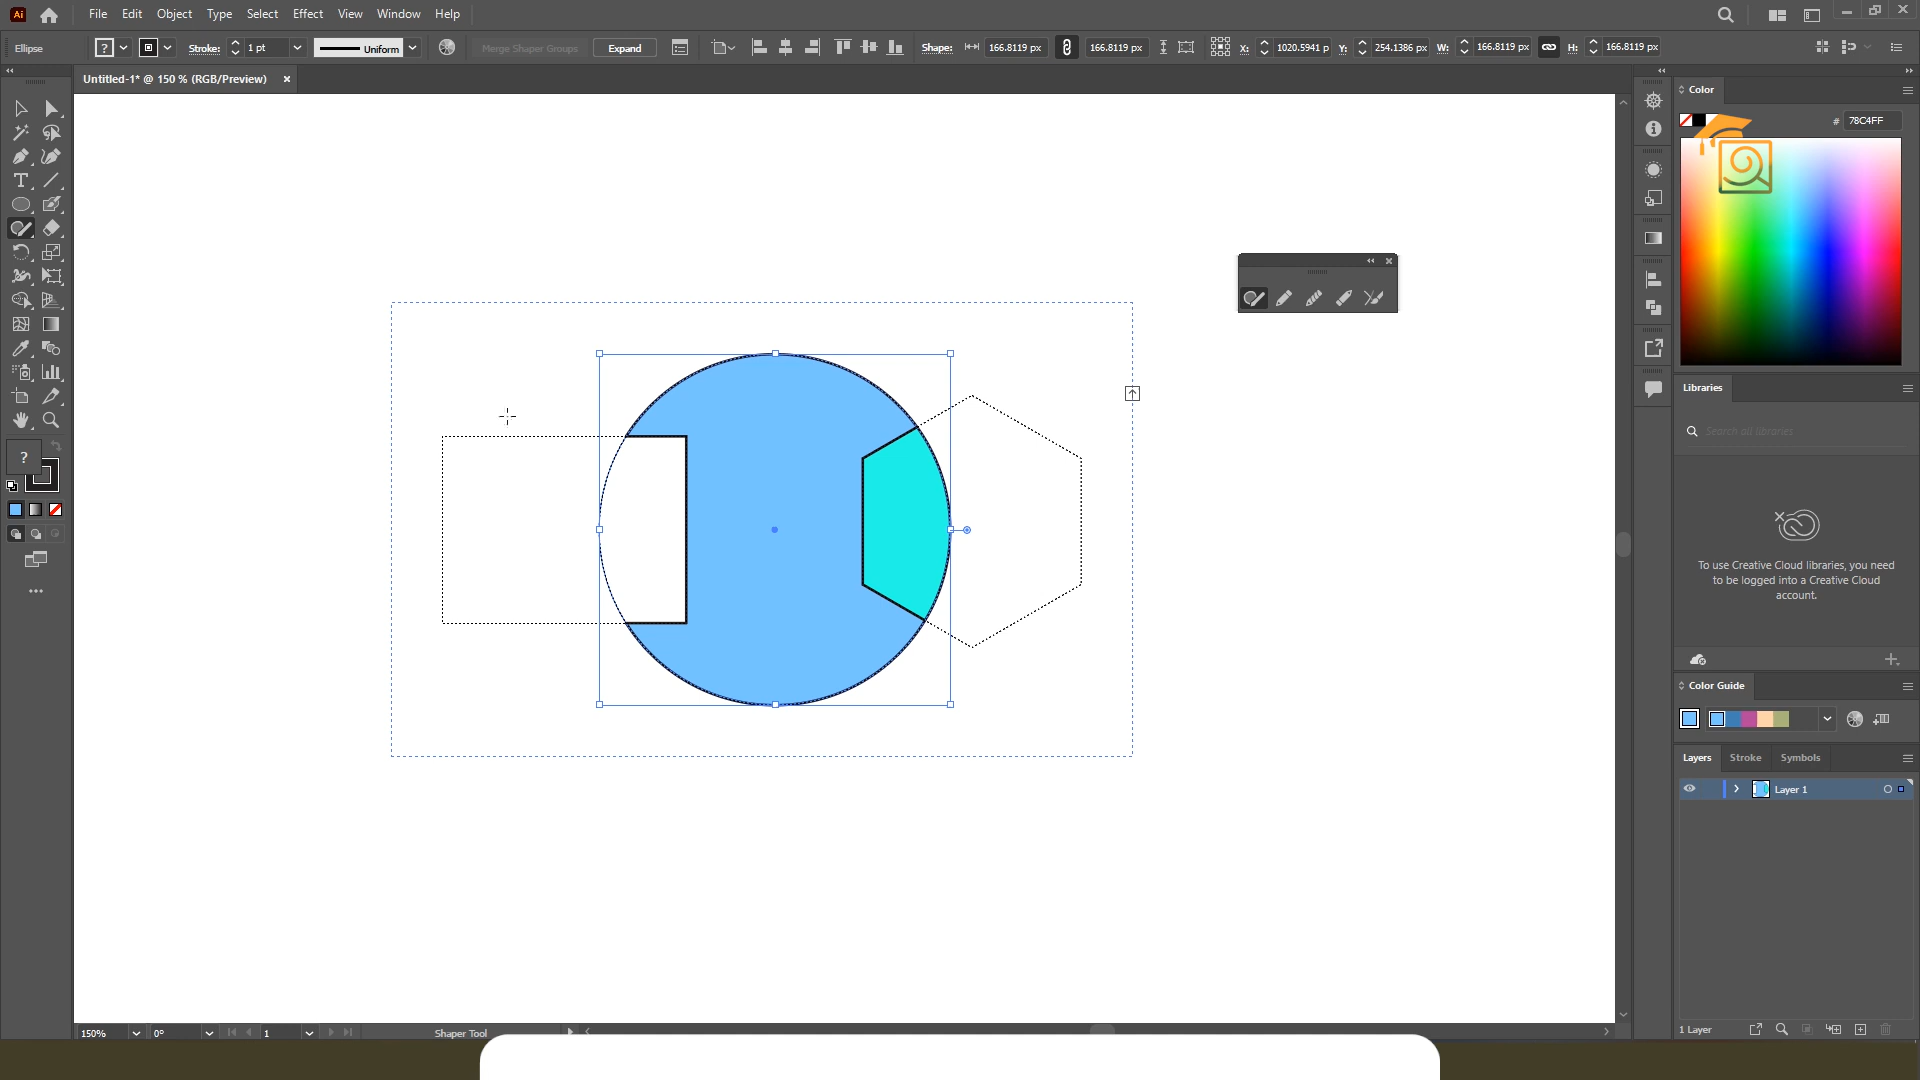 Ai File Edit Object Type Select Effect View Window Help
Ellipse ? Stroke: 1 pt Uniform Merge Shaper Groups Expand Shape: 166.8119 px 166.8119 px X: 1020.5941 p Y: 254.1386 px W: 166.8119 px H: 166.8119 px
Untitled-1* @ 150 % (RGB/Preview)
Color
# 78C4FF
Libraries
Search all libraries
?
To use Creative Cloud libraries, you need
to be logged into a Creative Cloud
account.
Color Guide
Layers Stroke Symbols
Layer 1
1 Layer
150% 0° 1 Shaper Tool